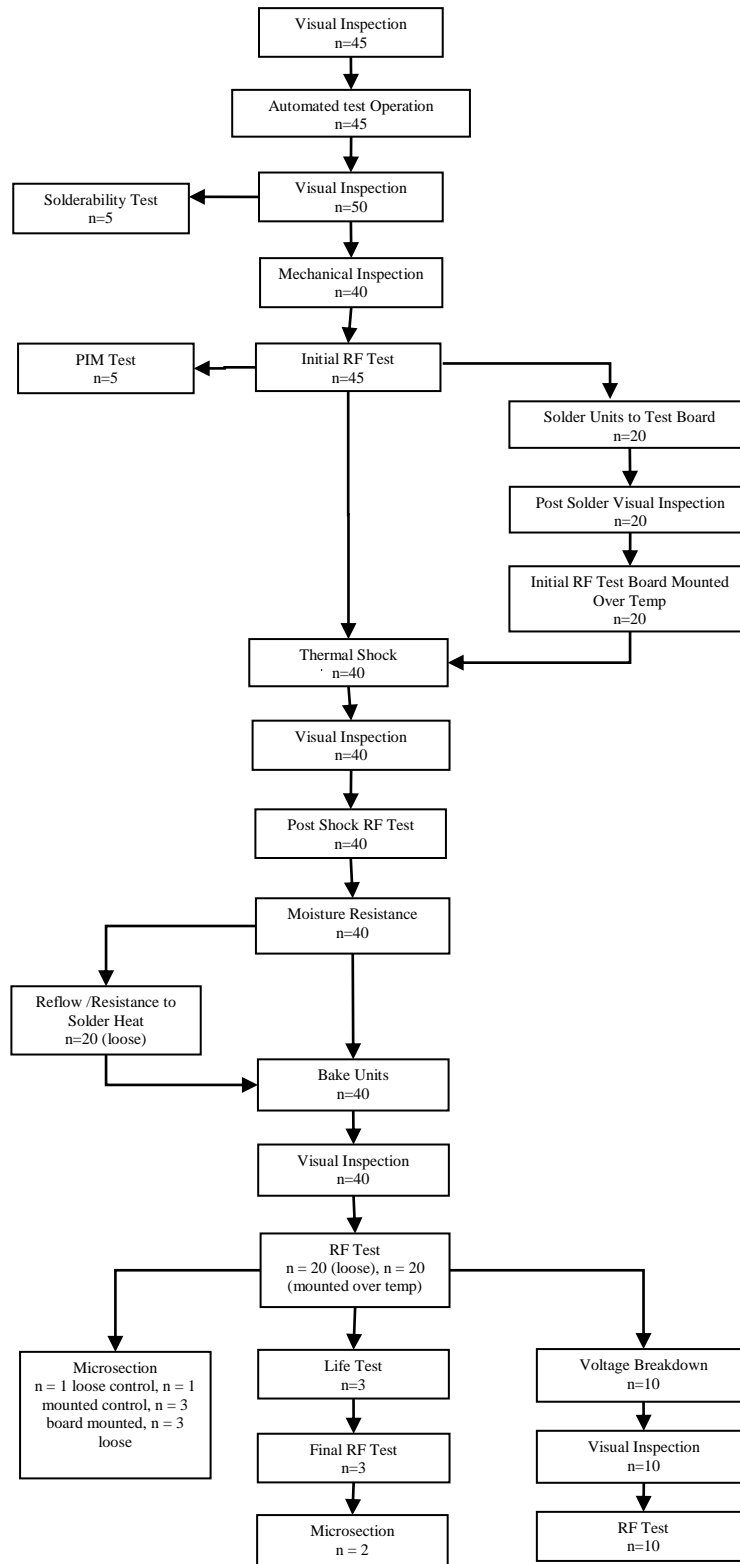 Visual Inspection
n=45
Automated test Operation
n=45
Solderability Test
n=5
Visual Inspection
n=50
Mechanical Inspection
n=40
PIM Test
n=5
Initial RF Test
n=45
Solder Units to Test Board
n=20
Post Solder Visual Inspection
n=20
Initial RF Test Board Mounted
Over Temp
n=20
Thermal Shock
n=40
Visual Inspection
n=40
Post Shock RF Test
n=40
Moisture Resistance
n=40
Reflow /Resistance to
Solder Heat
n=20 (loose)
Bake Units
n=40
Visual Inspection
n=40
RF Test
n = 20 (loose), n = 20
(mounted over temp)
Microsection
n = 1 loose control, n = 1
mounted control, n = 3
board mounted, n = 3
loose
Life Test
n=3
Voltage Breakdown
n=10
Final RF Test
n=3
Visual Inspection
n=10
Microsection
n = 2
RF Test
n=10